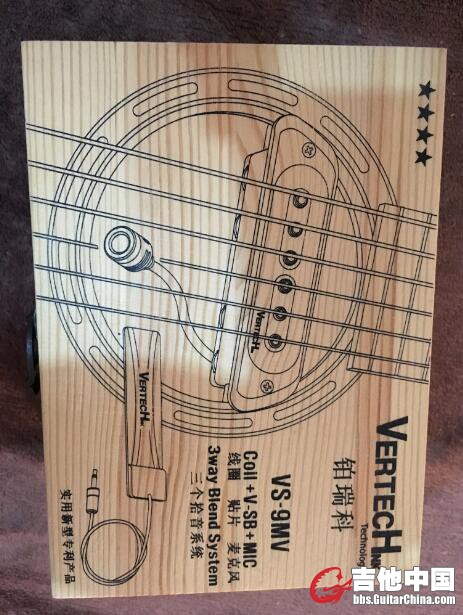 ★★★★
VERTECH INC
Technolog
铂瑞科
VS-9MV
Coil+V-SB+MIC
线圈 贴片 麦克风
3way Blend System
三个拾音系统
VERTECH
VERTECH
实用新型专利产品
吉他中国
bbs.GuitarChina.com